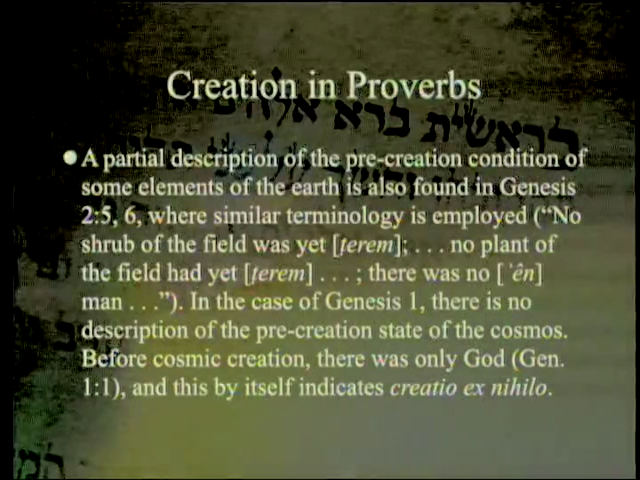 Creation in Proverbs
בראשית ברא אלהים
• A partial description of the pre-creation condition of
some elements of the earth is also found in Genesis
2:5, 6, where similar terminology is employed (“No
shrub of the field was yet [ṭerem]; . . . no plant of
the field had yet [ṭerem] . . . ; there was no [ ʾên]
man . . .”). In the case of Genesis 1, there is no
description of the pre-creation state of the cosmos.
Before cosmic creation, there was only God (Gen.
1:1), and this by itself indicates creatio ex nihilo.